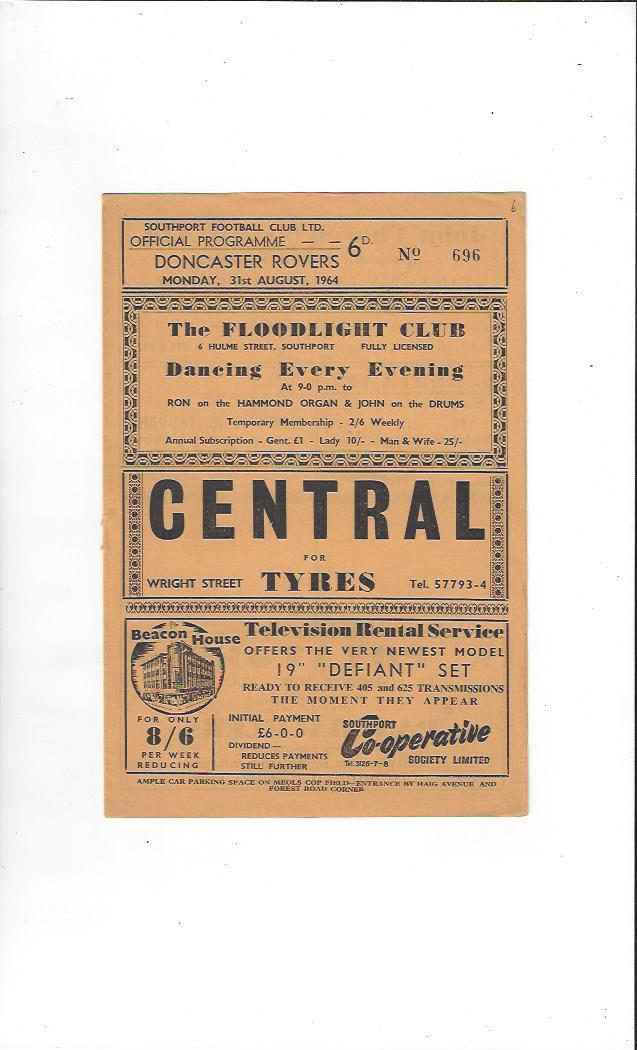 6
SOUTHPORT FOOTBALL CLUB LTD.
OFFICIAL PROGRAMME - - 6D. No 696
DONCASTER ROVERS
MONDAY, 31st AUGUST, 1964
The FLOODLIGHT CLUB
6 HULME STREET, SOUTHPORT FULLY LICENSED
Dancing Every Evening
At 9-0 p.m. to
RON on the HAMMOND ORGAN & JOHN on the DRUMS
Temporary Membership - 2/6 Weekly
Annual Subscription - Gent. £1 - Lady 10/- - Man & Wife - 25/-
CENTRAL
FOR
WRIGHT STREET TYRES Tel. 57793-4
Beacon House
Television Rental Service
OFFERS THE VERY NEWEST MODEL
19" "DEFIANT" SET
READY TO RECEIVE 405 and 625 TRANSMISSIONS
THE MOMENT THEY APPEAR
FOR ONLY
8/6
PER WEEK
REDUCING
INITIAL PAYMENT
£6-0-0
DIVIDEND—
REDUCES PAYMENTS
STILL FURTHER
SOUTHPORT
Co-operative
SOCIETY LIMITED
Tel. 3126-7-8
AMPLE CAR PARKING SPACE ON MEOLS COP FIELD—ENTRANCE BY HAIG AVENUE AND
FOREST ROAD CORNER